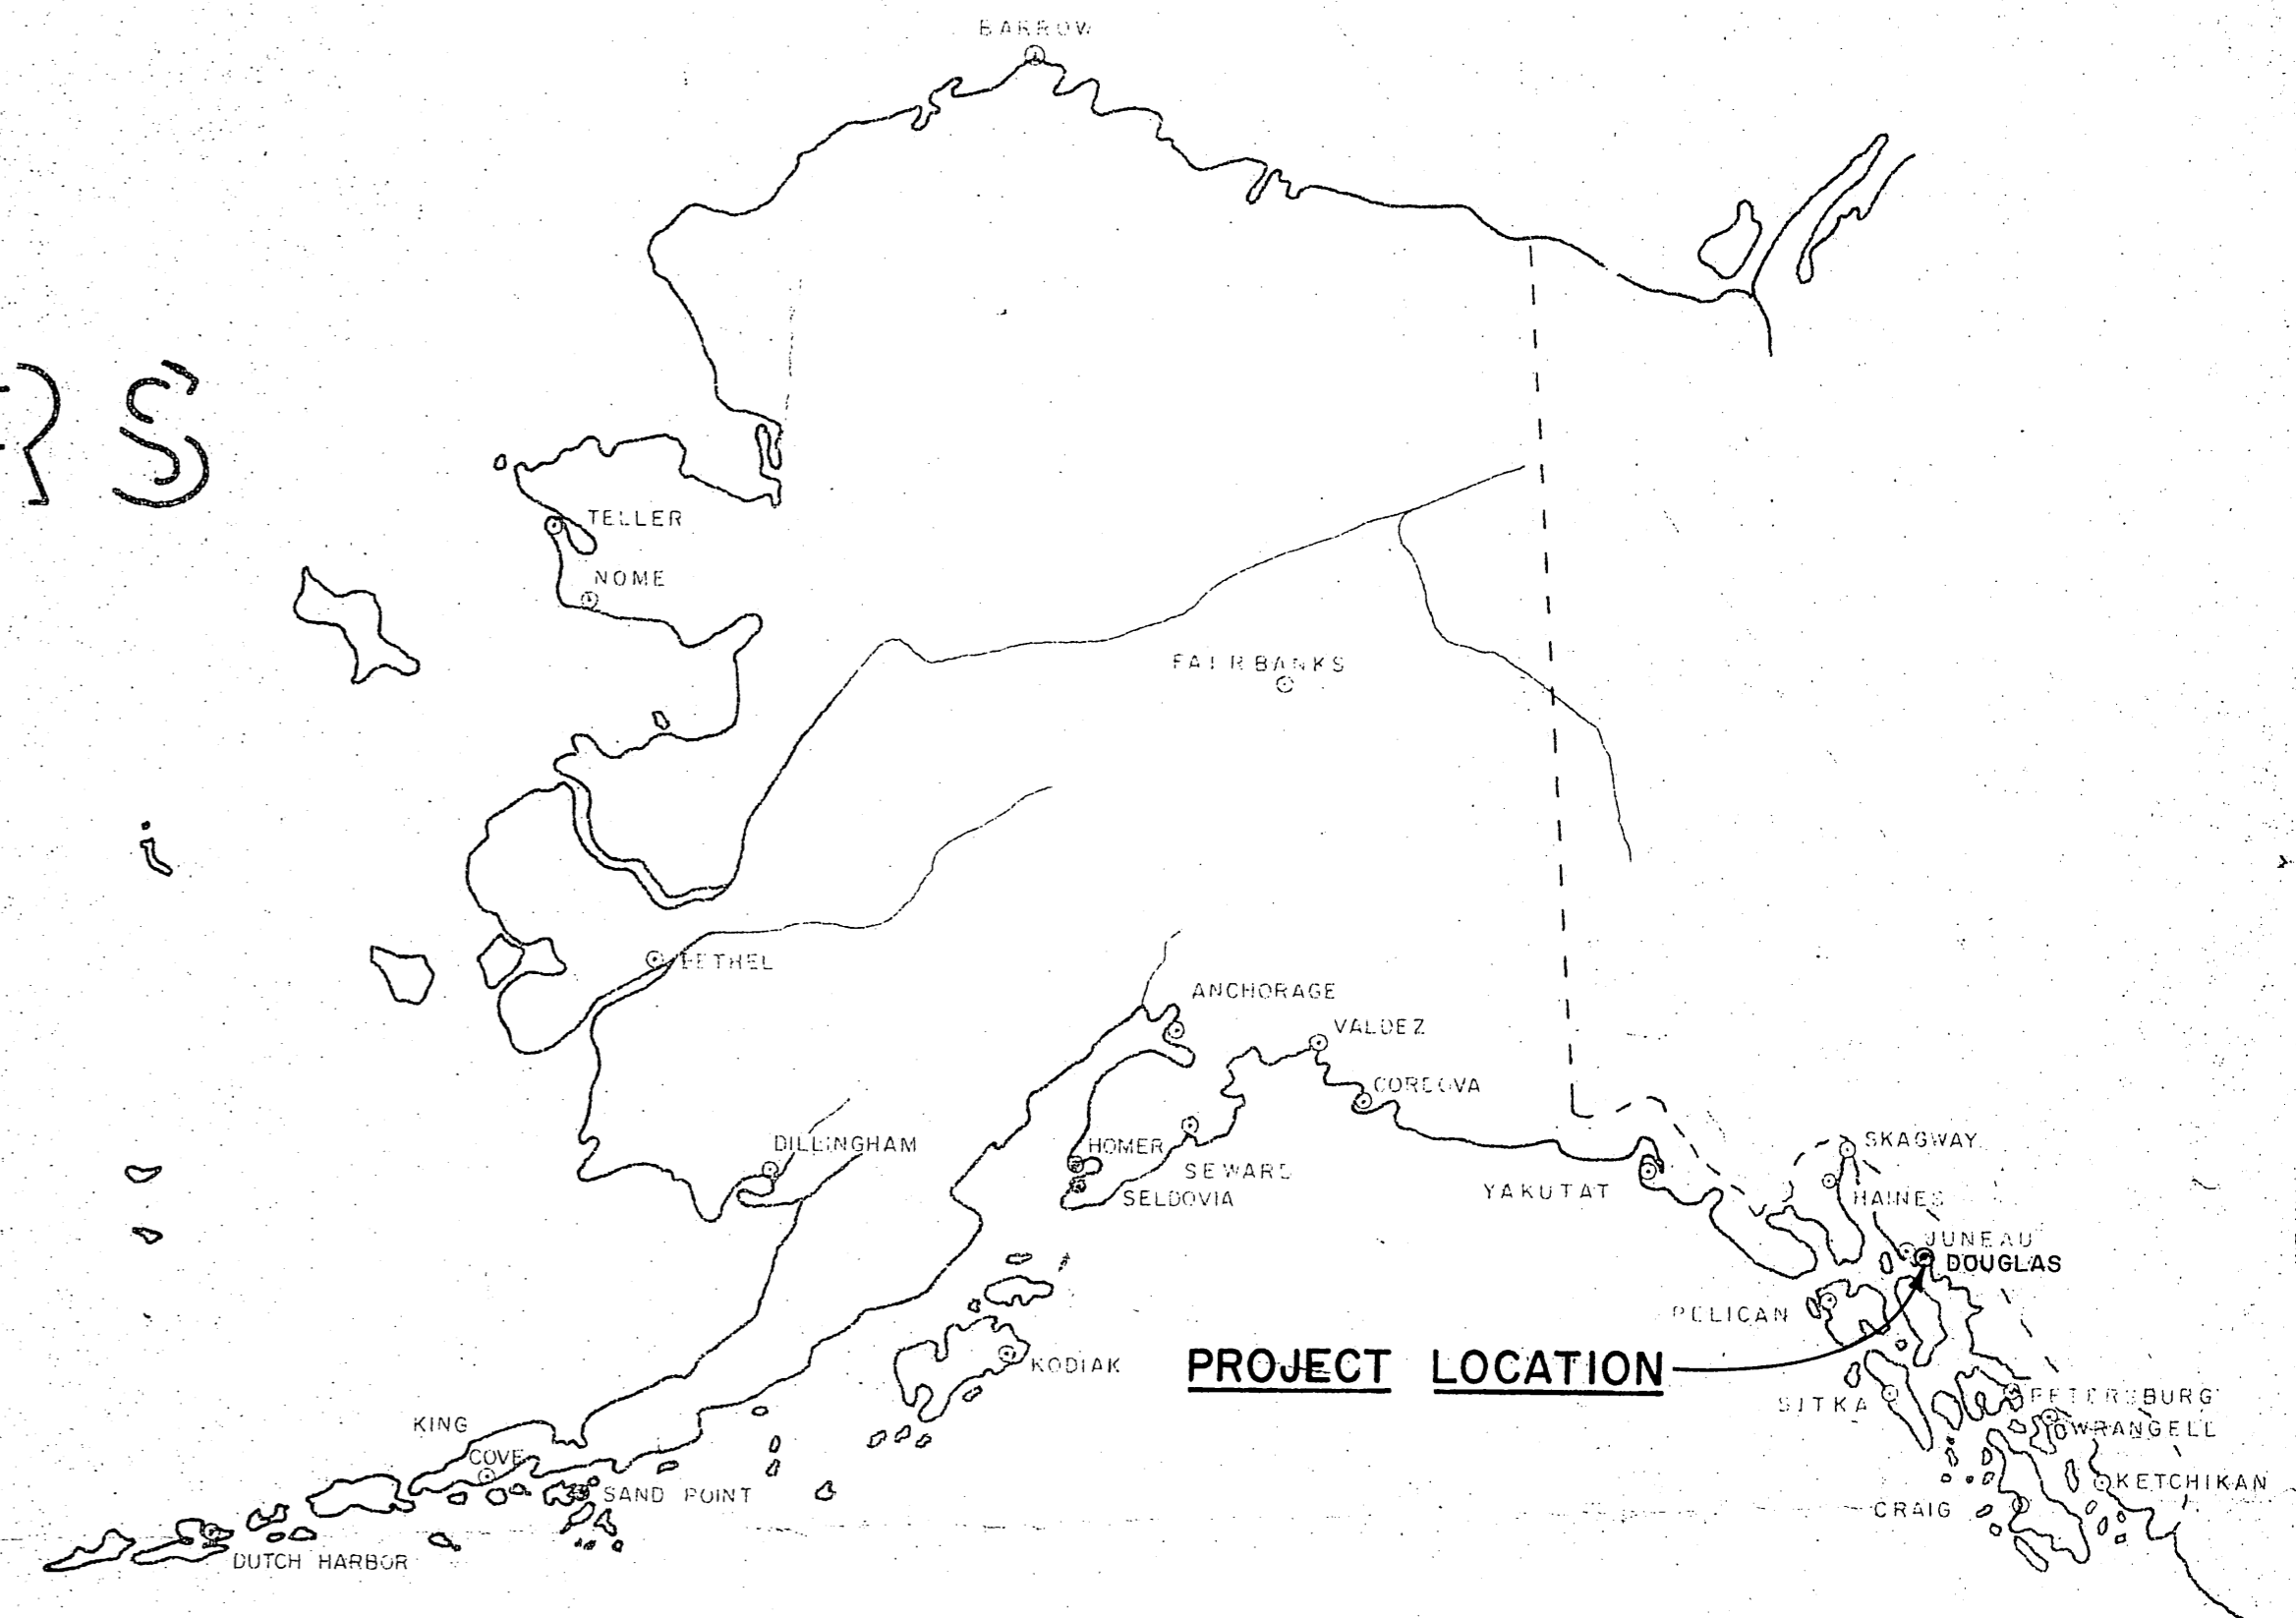 BARROW
RS
TELLER
NOME
FAIRBANKS
BETHEL
ANCHORAGE
VALDEZ
CORDOVA
DILLINGHAM
HOMER
SEWARD
SELDOVIA
YAKUTAT
SKAGWAY
HAINES
JUNEAU
DOUGLAS
PELICAN
PROJECT LOCATION
KODIAK
SITKA
PETERSBURG
WRANGELL
KING
COVE
SAND POINT
KETCHIKAN
CRAIG
DUTCH HARBOR